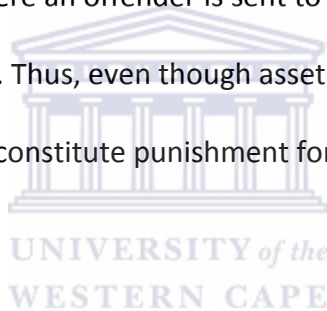 ere an offender is sent to
. Thus, even though asset
constitute punishment for
UNIVERSITY of the
WESTERN CAPE